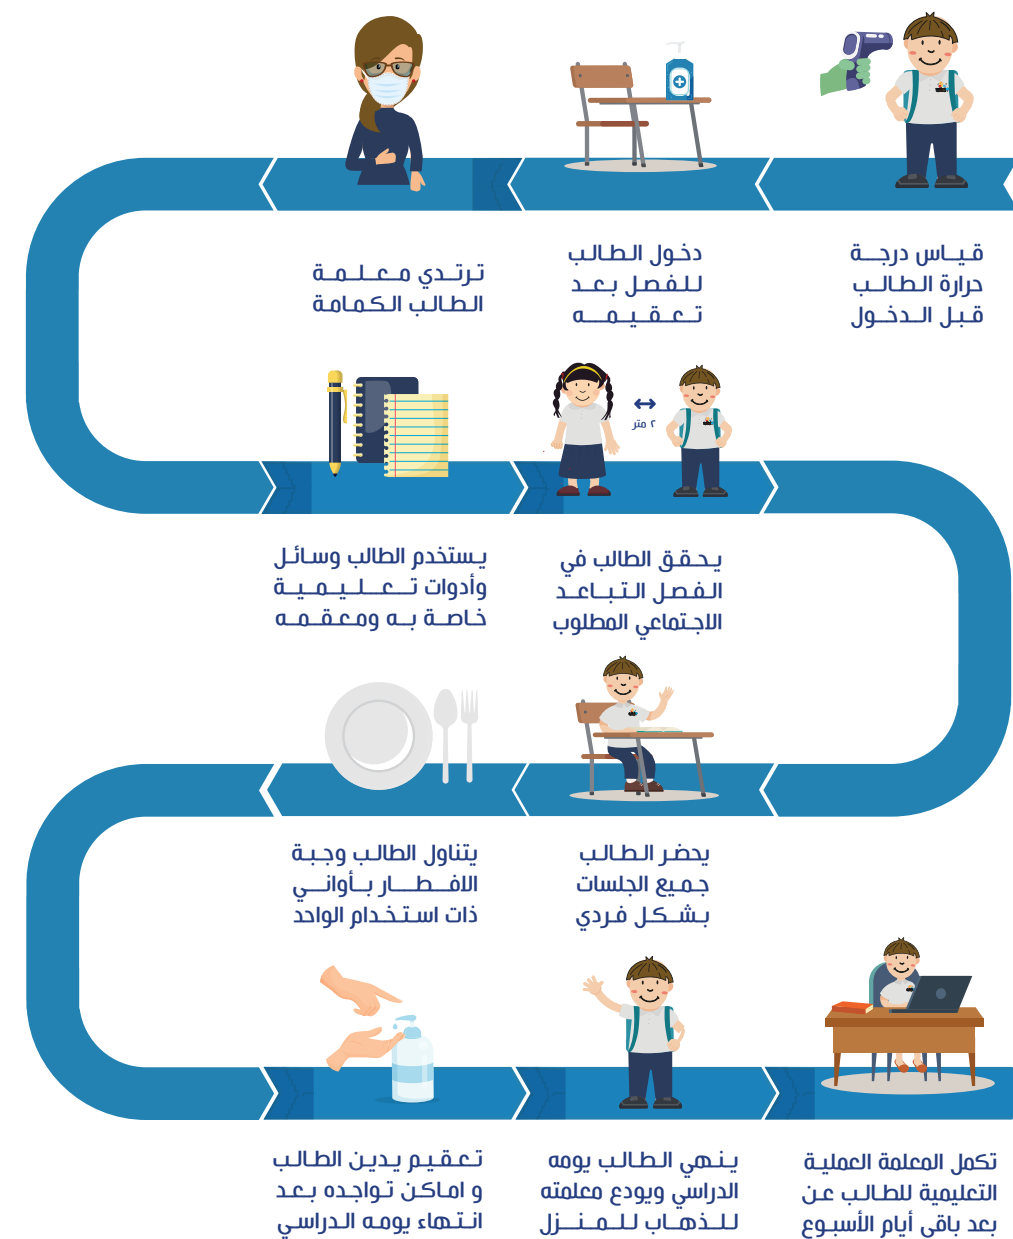 قياس درجة
حرارة الطالب
قبل الدخول
دخول الطالب
للفصل بعد
تعقيمه
ترتدي معلمة
الطالب الكمامة
يستخدم الطالب وسائل
وأدوات تعليمية
خاصة به ومعقمه
٢ متر
يحقق الطالب في
الفصل التباعد
الاجتماعي المطلوب
يحضر الطالب
جميع الجلسات
بشكل فردي
يتناول الطالب وجبة
الافطار بأواني
ذات استخدام الواحد
تعقيم يدين الطالب
و اماكن تواجده بعد
انتهاء يومه الدراسي
ينهي الطالب يومه
الدراسي ويودع معلمته
للذهاب للمنزل
تكمل المعلمة العملية
التعليمية للطالب عن
بعد باقي أيام الأسبوع